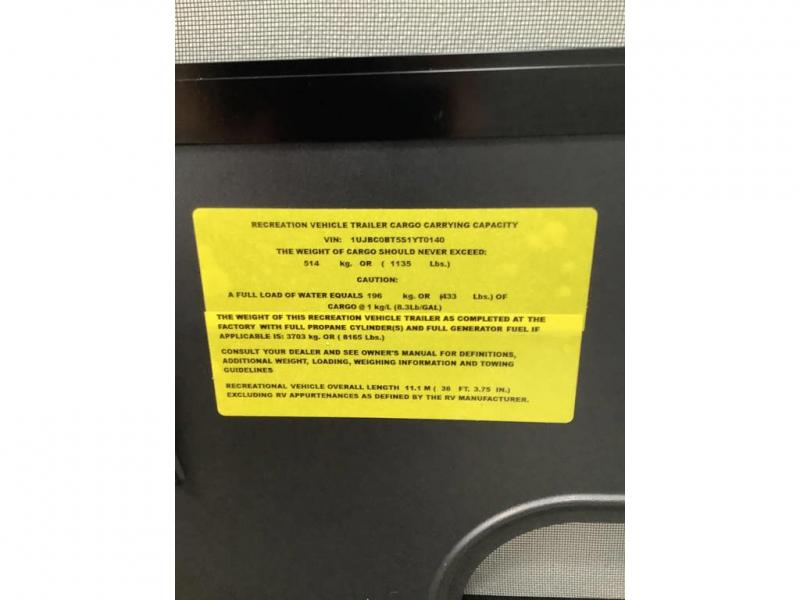 RECREATION VEHICLE TRAILER CARGO CARRYING CAPACITY
VIN: 1UJBC0BT5S1YT0140
THE WEIGHT OF CARGO SHOULD NEVER EXCEED:
514 kg. OR ( 1135 Lbs.)
CAUTION:
A FULL LOAD OF WATER EQUALS 196 kg. OR (433 Lbs.) OF
CARGO @ 1 kg/L (8.3Lb/GAL)
THE WEIGHT OF THIS RECREATION VEHICLE TRAILER AS COMPLETED AT THE
FACTORY WITH FULL PROPANE CYLINDER(S) AND FULL GENERATOR FUEL IF
APPLICABLE IS: 3703 kg. OR ( 8165 Lbs.)
CONSULT YOUR DEALER AND SEE OWNER'S MANUAL FOR DEFINITIONS,
ADDITIONAL WEIGHT, LOADING, WEIGHING INFORMATION AND TOWING
GUIDELINES
RECREATIONAL VEHICLE OVERALL LENGTH 11.1 M ( 36 FT. 3.75 IN.)
EXCLUDING RV APPURTENANCES AS DEFINED BY THE RV MANUFACTURER.